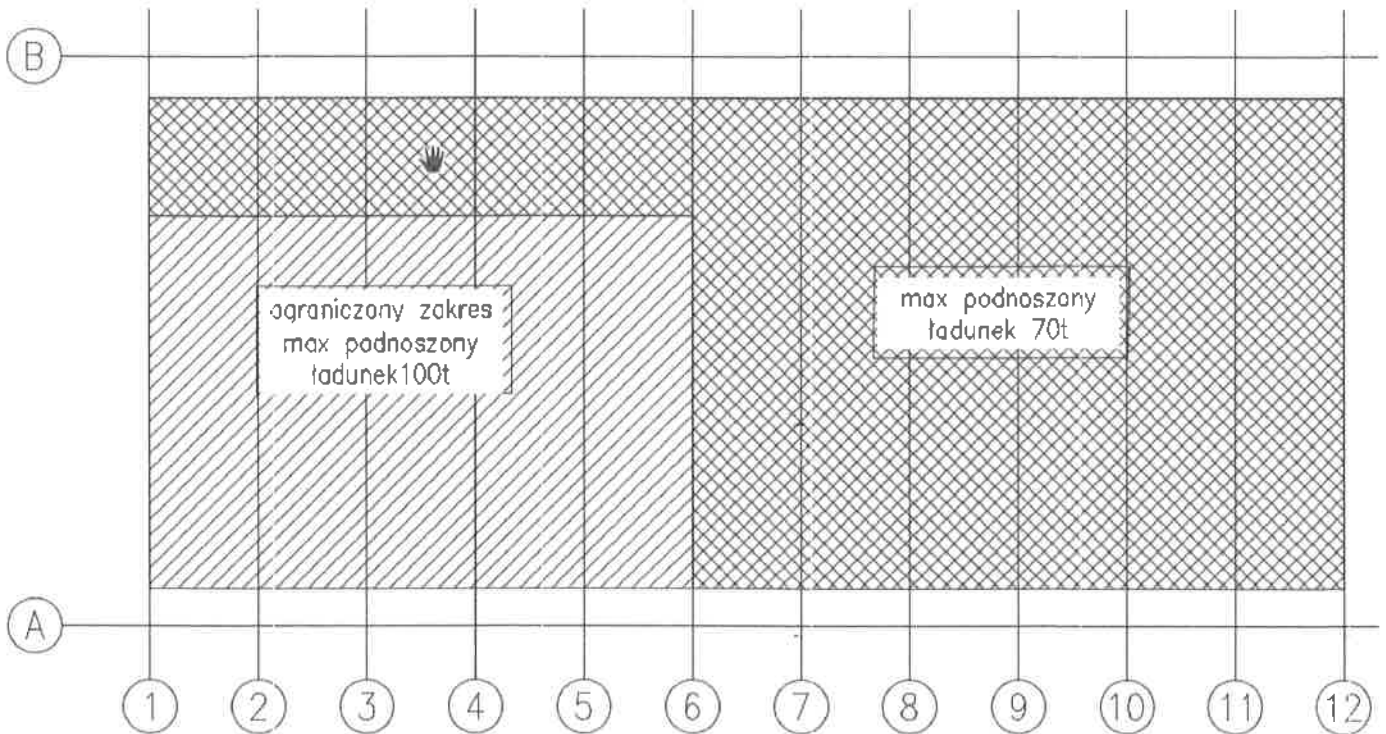 B
ograniczony zakres
max podnoszony
ładunek100t
max podnoszony
ładunek 70t
A
1 2 3 4 5 6 7 8 9 10 11 12